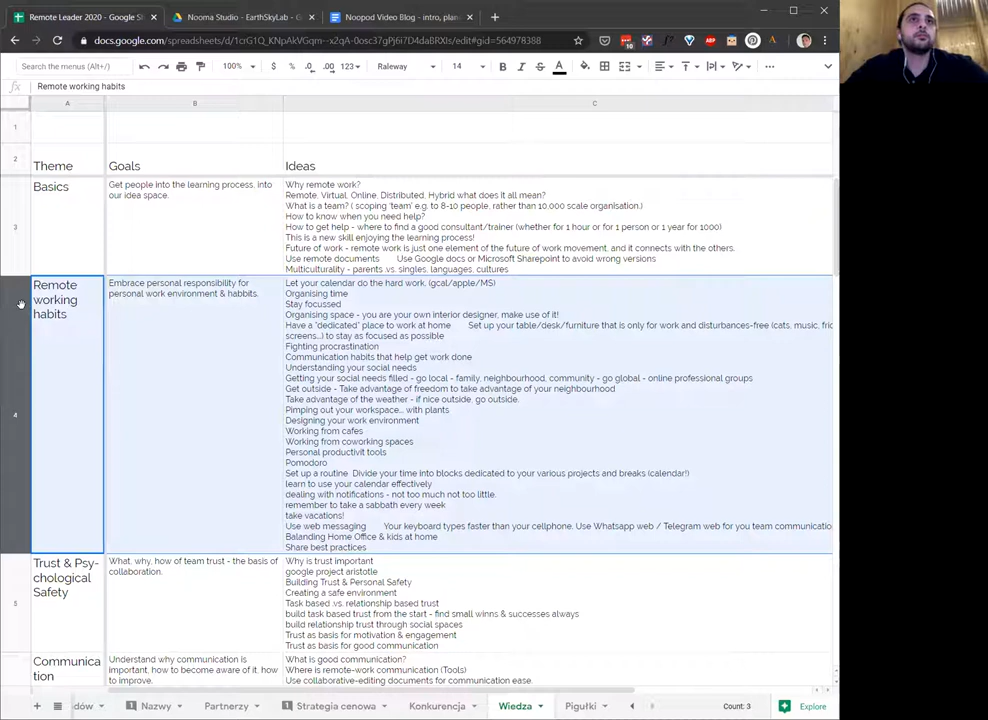 Remote Leader 2020 - Google S
Nooma Studio - EarthSkyLab - G
Noopod Video Blog - intro, plan
docs.google.com/spreadsheets/d/1crG1Q_KNpAkVGqm--x2qA-0osc37gPj6i7D4daBRXIs/edit#gid=564978388
Search the menus (Alt+/)
100%
$
%
.0
.00
123
Raleway
14
B
I
S
A
fx
Remote working habits
A
B
C
1
2
Theme
Goals
Ideas
3
Basics
Get people into the learning process, into
our idea space.
Why remote work?
Remote, Virtual, Online, Distributed, Hybrid what does it all mean?
What is a team? ( scoping 'team' e.g. to 8-10 people, rather than 10,000 scale organisation.)
How to know when you need help?
How to get help - where to find a good consultant/trainer (whether for 1 hour or for 1 person or 1 year for 1000)
This is a new skill enjoying the learning process!
Future of work - remote work is just one element of the future of work movement, and it connects with the others.
Use remote documents Use Google docs or Microsoft Sharepoint to avoid wrong versions
Multiculturality - parents .vs. singles, languages, cultures
4
Remote
working
habits
Embrace personal responsibility for
personal work environment & habbits.
Let your calendar do the hard work. (gcal/apple/MS)
Organising time
Stay focussed
Organising space - you are your own interior designer, make use of it!
Have a "dedicated" place to work at home Set up your table/desk/furniture that is only for work and disturbances-free (cats, music, fric
screens...) to stay as focused as possible
Fighting procrastination
Communication habits that help get work done
Understanding your social needs
Getting your social needs filled - go local - family, neighbourhood, community - go global - online professional groups
Get outside - Take advantage of freedom to take advantage of your neighbourhood
Take advantage of the weather - if nice outside, go outside.
Pimping out your workspace... with plants
Designing your work environment
Working from cafes
Working from coworking spaces
Personal productivit tools
Pomodoro
Set up a routine Divide your time into blocks dedicated to your various projects and breaks (calendar!)
learn to use your calendar effectively
dealing with notifications - not too much not too little.
remember to take a sabbath every week
take vacations!
Use web messaging Your keyboard types faster than your cellphone. Use Whatsapp web / Telegram web for you team communicatio
Balanding Home Office & kids at home
Share best practices
5
Trust & Psy-
chological
Safety
What, why, how of team trust - the basis of
collaboration.
Why is trust important
google project aristotle
Building Trust & Personal Safety
Creating a safe environment
Task based .vs. relationship based trust
build task based trust from the start - find small winns & successes always
build relationship trust through social spaces
Trust as basis for motivation & engagement
Trust as basis for good communication
Communica
tion
Understand why communication is
important, how to become aware of it, how
to improve.
What is good communication?
Where is remote-work communication (Tools)
Use collaborative-editing documents for communication ease.
dów
1 Nazwy
Partnerzy
1 Strategia cenowa
Konkurencja
Wiedza
Pigułki
Count: 3
Explore